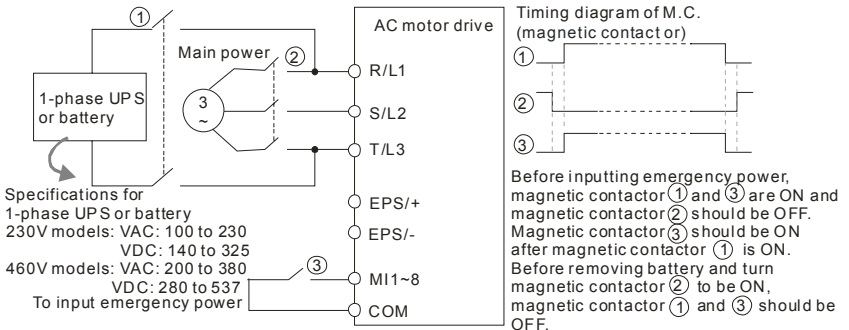 1
Main power
2
1-phase UPS
or battery
3
~
Specifications for
1-phase UPS or battery
230V models: VAC: 100 to 230
VDC: 140 to 325
460V models: VAC: 200 to 380
VDC: 280 to 537
To input emergency power
3
AC motor drive
R/L1
S/L2
T/L3
EPS/+
EPS/-
MI1~8
COM
Timing diagram of M.C.
(magnetic contact or)
1
2
3
Before inputting emergency power,
magnetic contactor 1 and 3 are ON and
magnetic contactor 2 should be OFF.
Magnetic contactor 3 should be ON
after magnetic contactor 1 is ON.
Before removing battery and turn
magnetic contactor 2 to be ON,
magnetic contactor 1 and 3 should be
OFF.